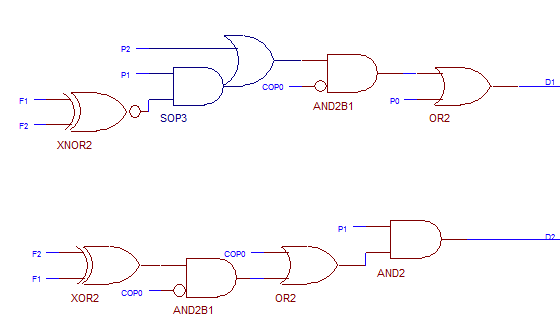 P2
P1
F1
F2
XNOR2
SOP3
COP0
AND2B1
P0
OR2
D1
F2
F1
XOR2
COP0
AND2B1
COP0
OR2
P1
AND2
D2